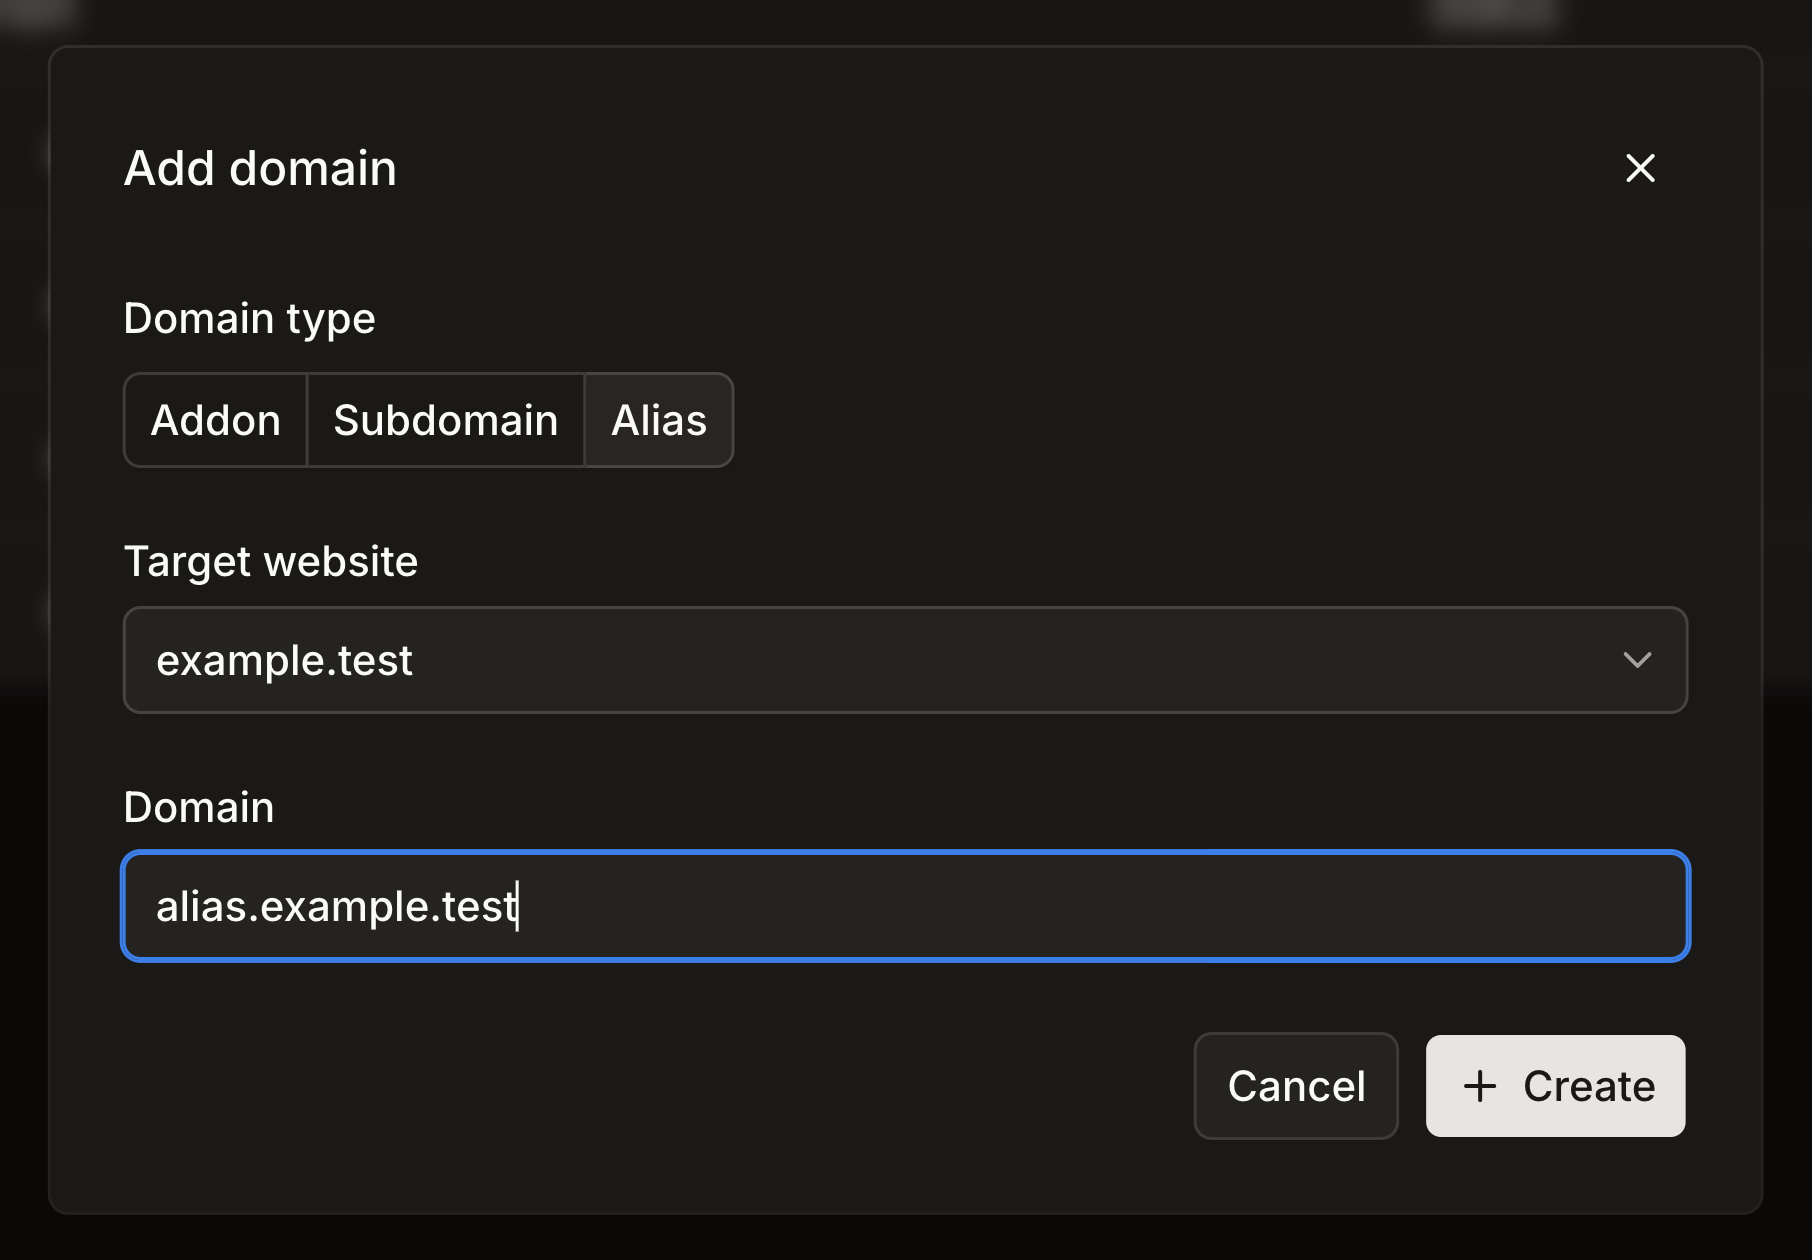 Add domain
Domain type
Addon Subdomain Alias
Target website
example.test
Domain
alias.example.test
Cancel + Create